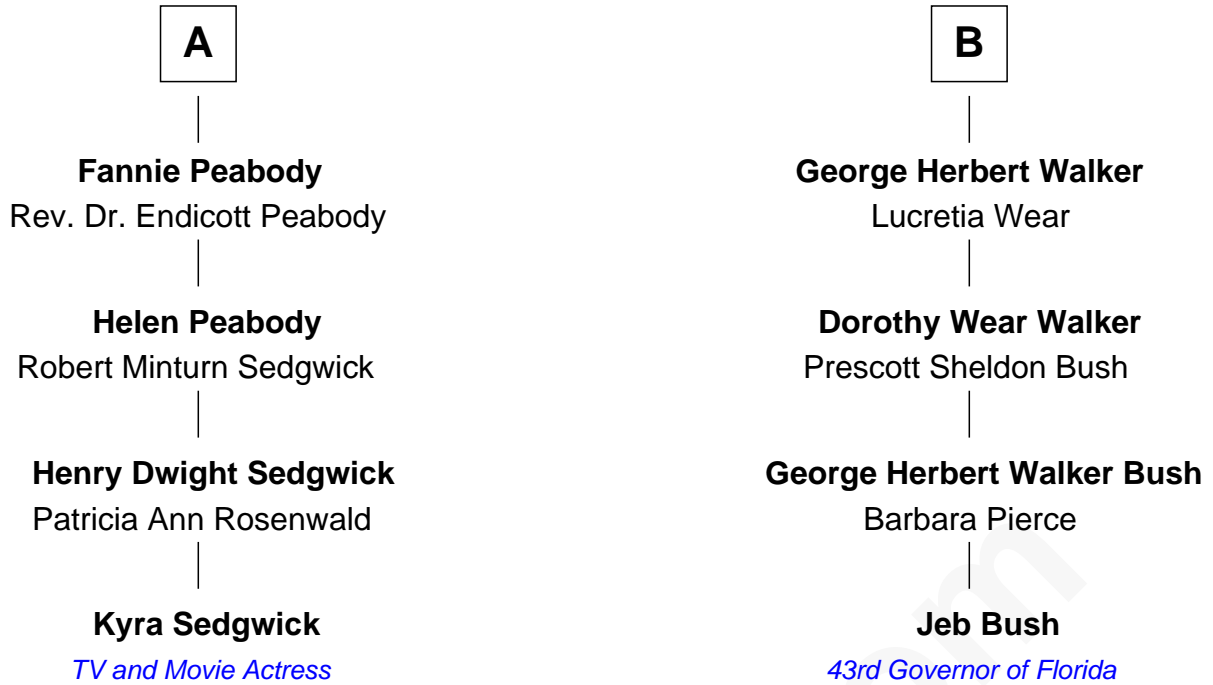 A
Fannie Peabody
Rev. Dr. Endicott Peabody
Helen Peabody
Robert Minturn Sedgwick
Henry Dwight Sedgwick
Patricia Ann Rosenwald
Kyra Sedgwick
TV and Movie Actress
B
George Herbert Walker
Lucretia Wear
Dorothy Wear Walker
Prescott Sheldon Bush
George Herbert Walker Bush
Barbara Pierce
Jeb Bush
43rd Governor of Florida